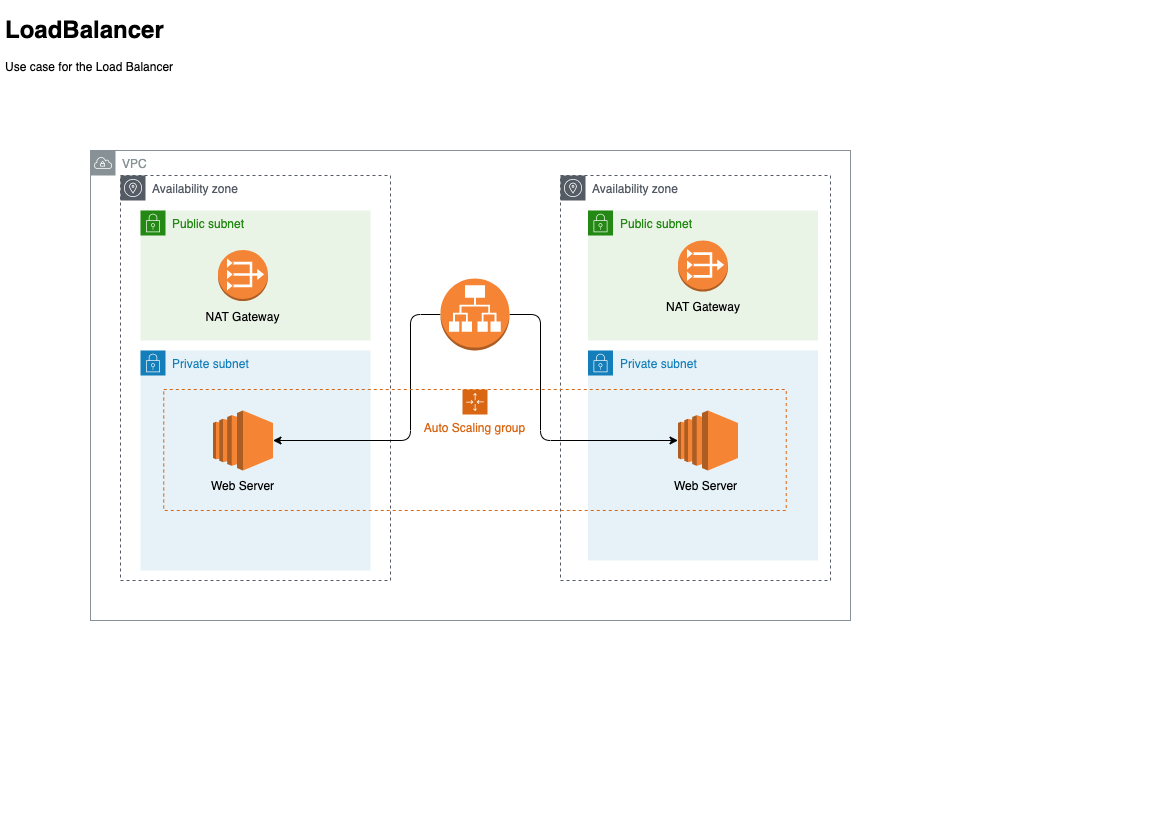 LoadBalancer
Use case for the Load Balancer
VPC
Availability zone
Public subnet
NAT Gateway
Private subnet
Web Server
Auto Scaling group
Availability zone
Public subnet
NAT Gateway
Private subnet
Web Server